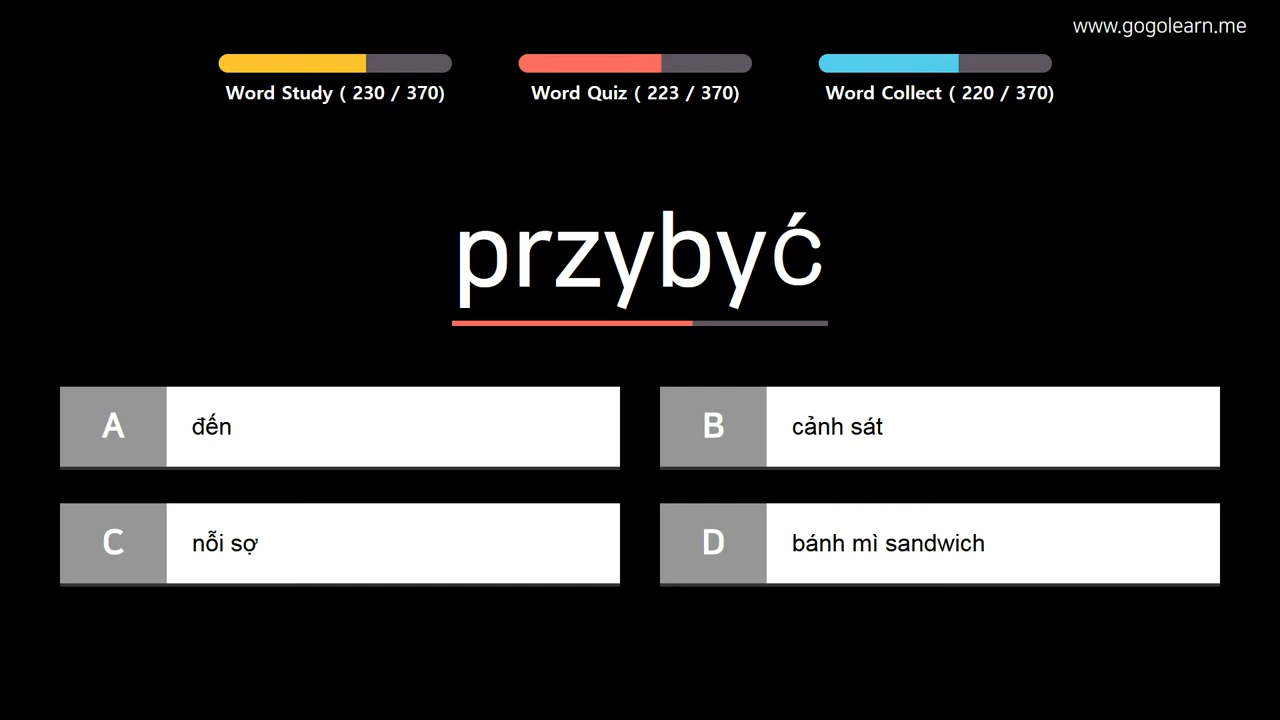 www.gogolearn.me
Word Study ( 230 / 370)
Word Quiz ( 223 / 370)
Word Collect ( 220 / 370)
przybyć
A
đến
B
cảnh sát
C
nỗi sợ
D
bánh mì sandwich